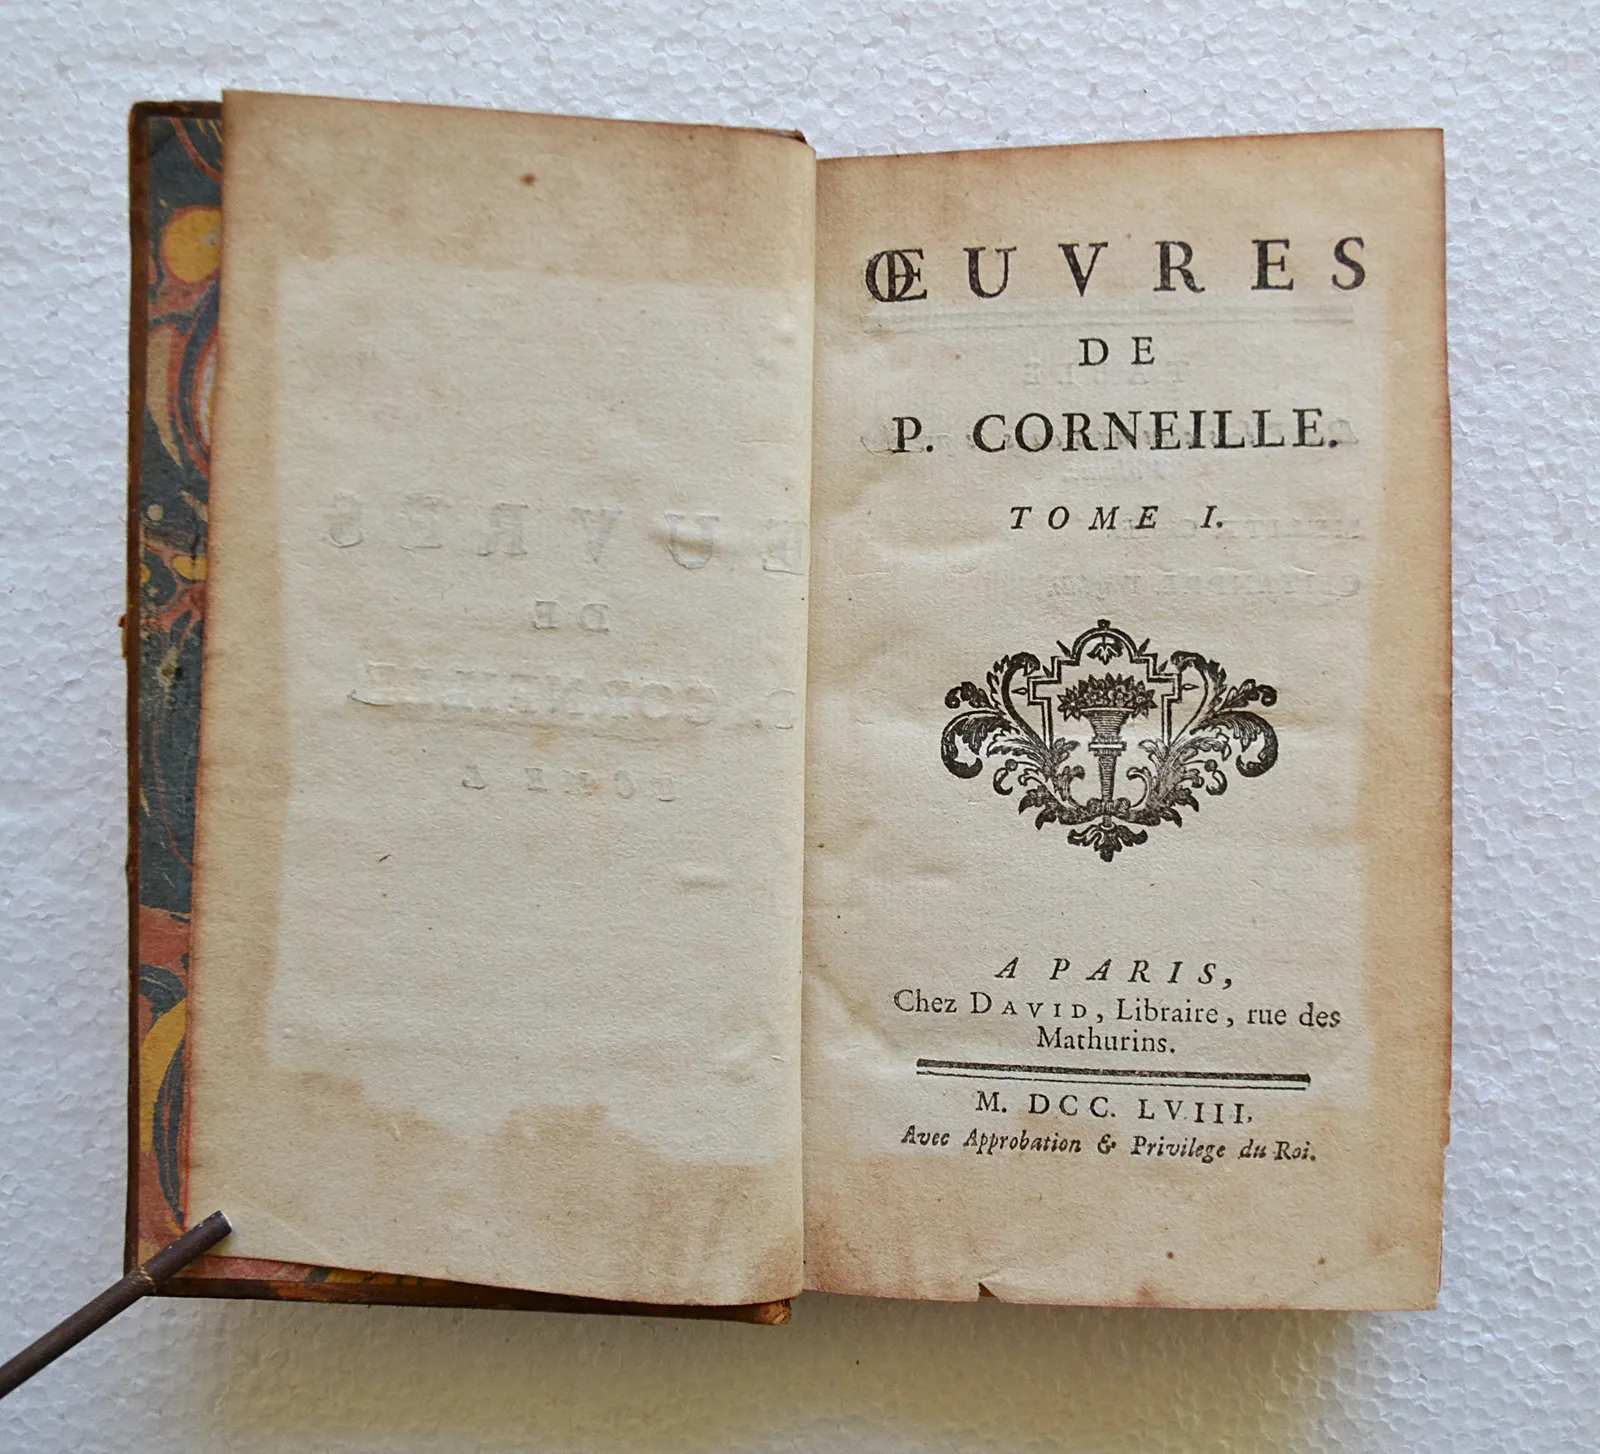 ŒUVRES
DE
P. CORNEILLE.
TOME I.
A PARIS,
Chez DAVID, Libraire, rue des
Mathurins.
M. DCC. LVIII.
Avec Approbation & Privilege du Roi.